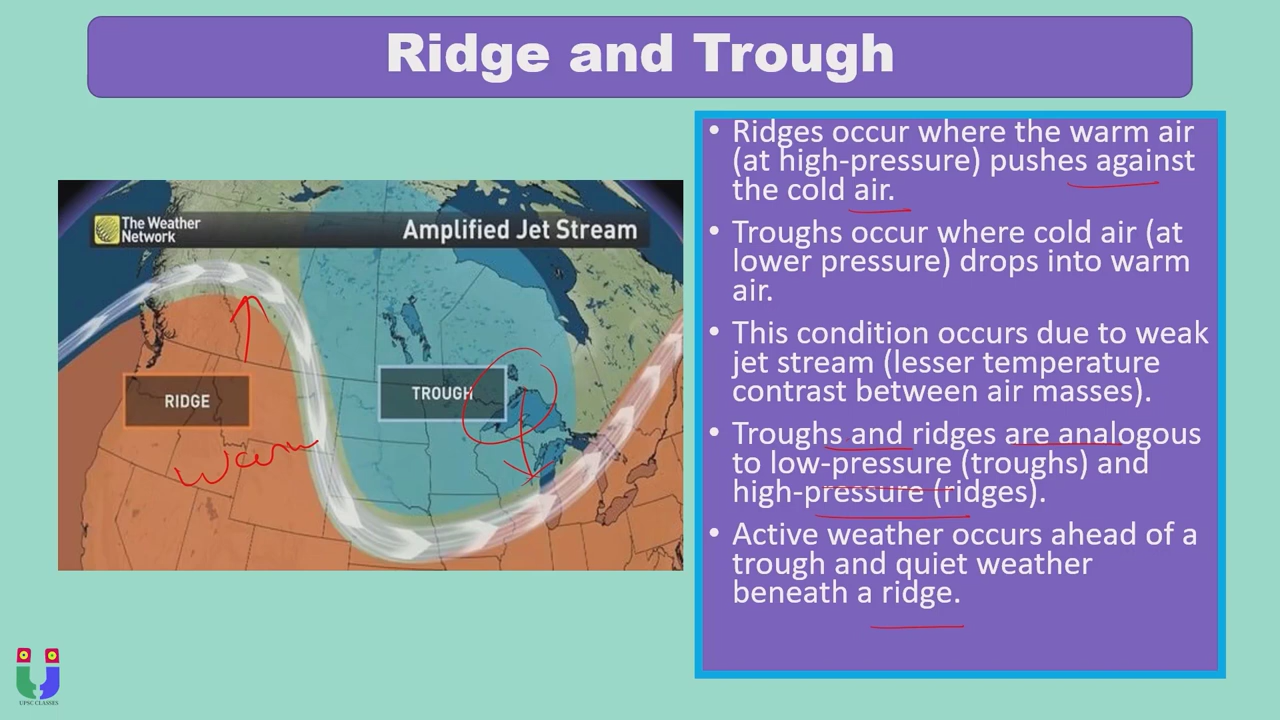 Ridge and Trough
The Weather
Network
Amplified Jet Stream
RIDGE
TROUGH
Warm
• Ridges occur where the warm air
(at high-pressure) pushes against
the cold air.
• Troughs occur where cold air (at
lower pressure) drops into warm
air.
• This condition occurs due to weak
jet stream (lesser temperature
contrast between air masses).
• Troughs and ridges are analogous
to low-pressure (troughs) and
high-pressure (ridges).
• Active weather occurs ahead of a
trough and quiet weather
beneath a ridge.
UPSC CLASSES